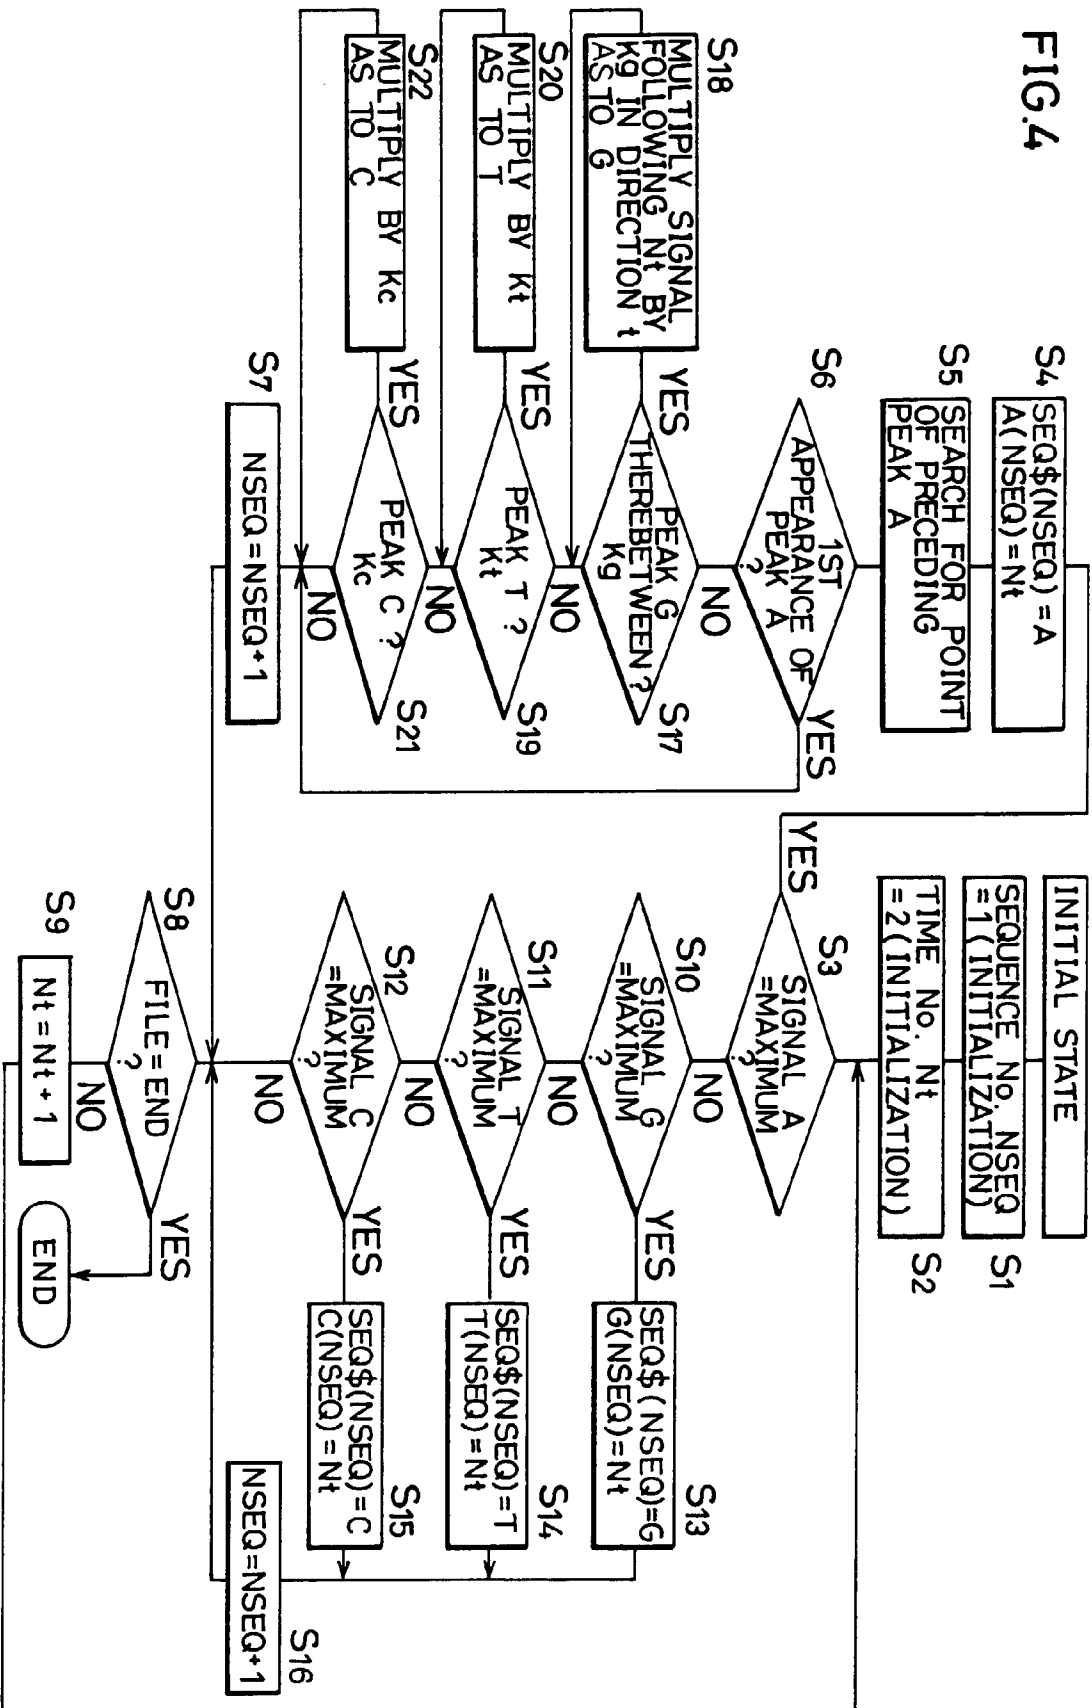 FIG.4
INITIAL STATE
SEQUENCE No. NSEQ
=1 (INITIALIZATION)
S1
TIME No. Nt
=2 (INITIALIZATION)
S2
S3
SIGNAL A
=MAXIMUM
?
YES
NO
S4
SEQ$(NSEQ)=A
A(NSEQ)=Nt
S5
SEARCH FOR POINT
OF PRECEDING
PEAK A
S6
1ST
APPEARANCE OF
PEAK A
?
YES
NO
PEAK G
THEREBETWEEN?
Kg
S17
YES
NO
S18
MULTIPLY SIGNAL
FOLLOWING Nt BY
Kg IN DIRECTION t
AS TO G
PEAK T ?
Kt
S19
YES
NO
S20
MULTIPLY BY Kt
AS TO T
PEAK C ?
Kc
S21
YES
NO
S22
MULTIPLY BY Kc
AS TO C
S7
NSEQ=NSEQ+1
S10
SIGNAL G
=MAXIMUM
?
YES
NO
SEQ$(NSEQ)=G
G(NSEQ)=Nt
S13
S11
SIGNAL T
=MAXIMUM
?
YES
NO
SEQ$(NSEQ)=T
T(NSEQ)=Nt
S14
S12
SIGNAL C
=MAXIMUM
?
YES
NO
SEQ$(NSEQ)=C
C(NSEQ)=Nt
S15
NSEQ=NSEQ+1
S16
S8
FILE=END
?
YES
NO
END
S9
Nt=Nt+1